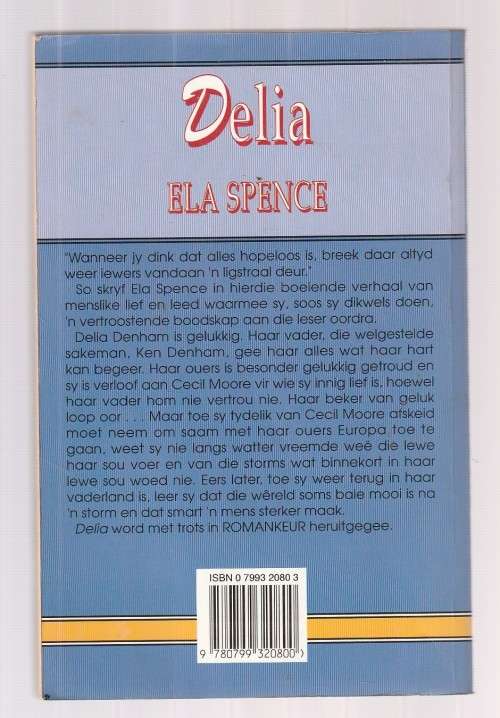 Delia
ELA SPENCE
"Wanneer jy dink dat alles hopeloos is, breek daar altyd
weer iewers vandaan 'n ligstraal deur."
So skryf Ela Spence in hierdie boeiende verhaal van
menslike lief en leed waarmee sy, soos sy dikwels doen,
'n vertroostende boodskap aan die leser oordra.
Delia Denham is gelukkig. Haar vader, die welgestelde
sakeman, Ken Denham, gee haar alles wat haar hart
kan begeer. Haar ouers is besonder gelukkig getroud en
sy is verloof aan Cecil Moore vir wie sy innig lief is, hoewel
haar vader hom nie vertrou nie. Haar beker van geluk
loop oor . . . Maar toe sy tydelik van Cecil Moore afskeid
moet neem om saam met haar ouers Europa toe te
gaan, weet sy nie langs watter vreemde weë die lewe
haar sou voer en van die storms wat binnekort in haar
lewe sou woed nie. Eers later, toe sy weer terug in haar
vaderland is, leer sy dat die wêreld soms baie mooi is na
'n storm en dat smart 'n mens sterker maak.
Delia word met trots in ROMANKEUR heruitgegee.
ISBN 0 7993 2080 3
9 780799 320800